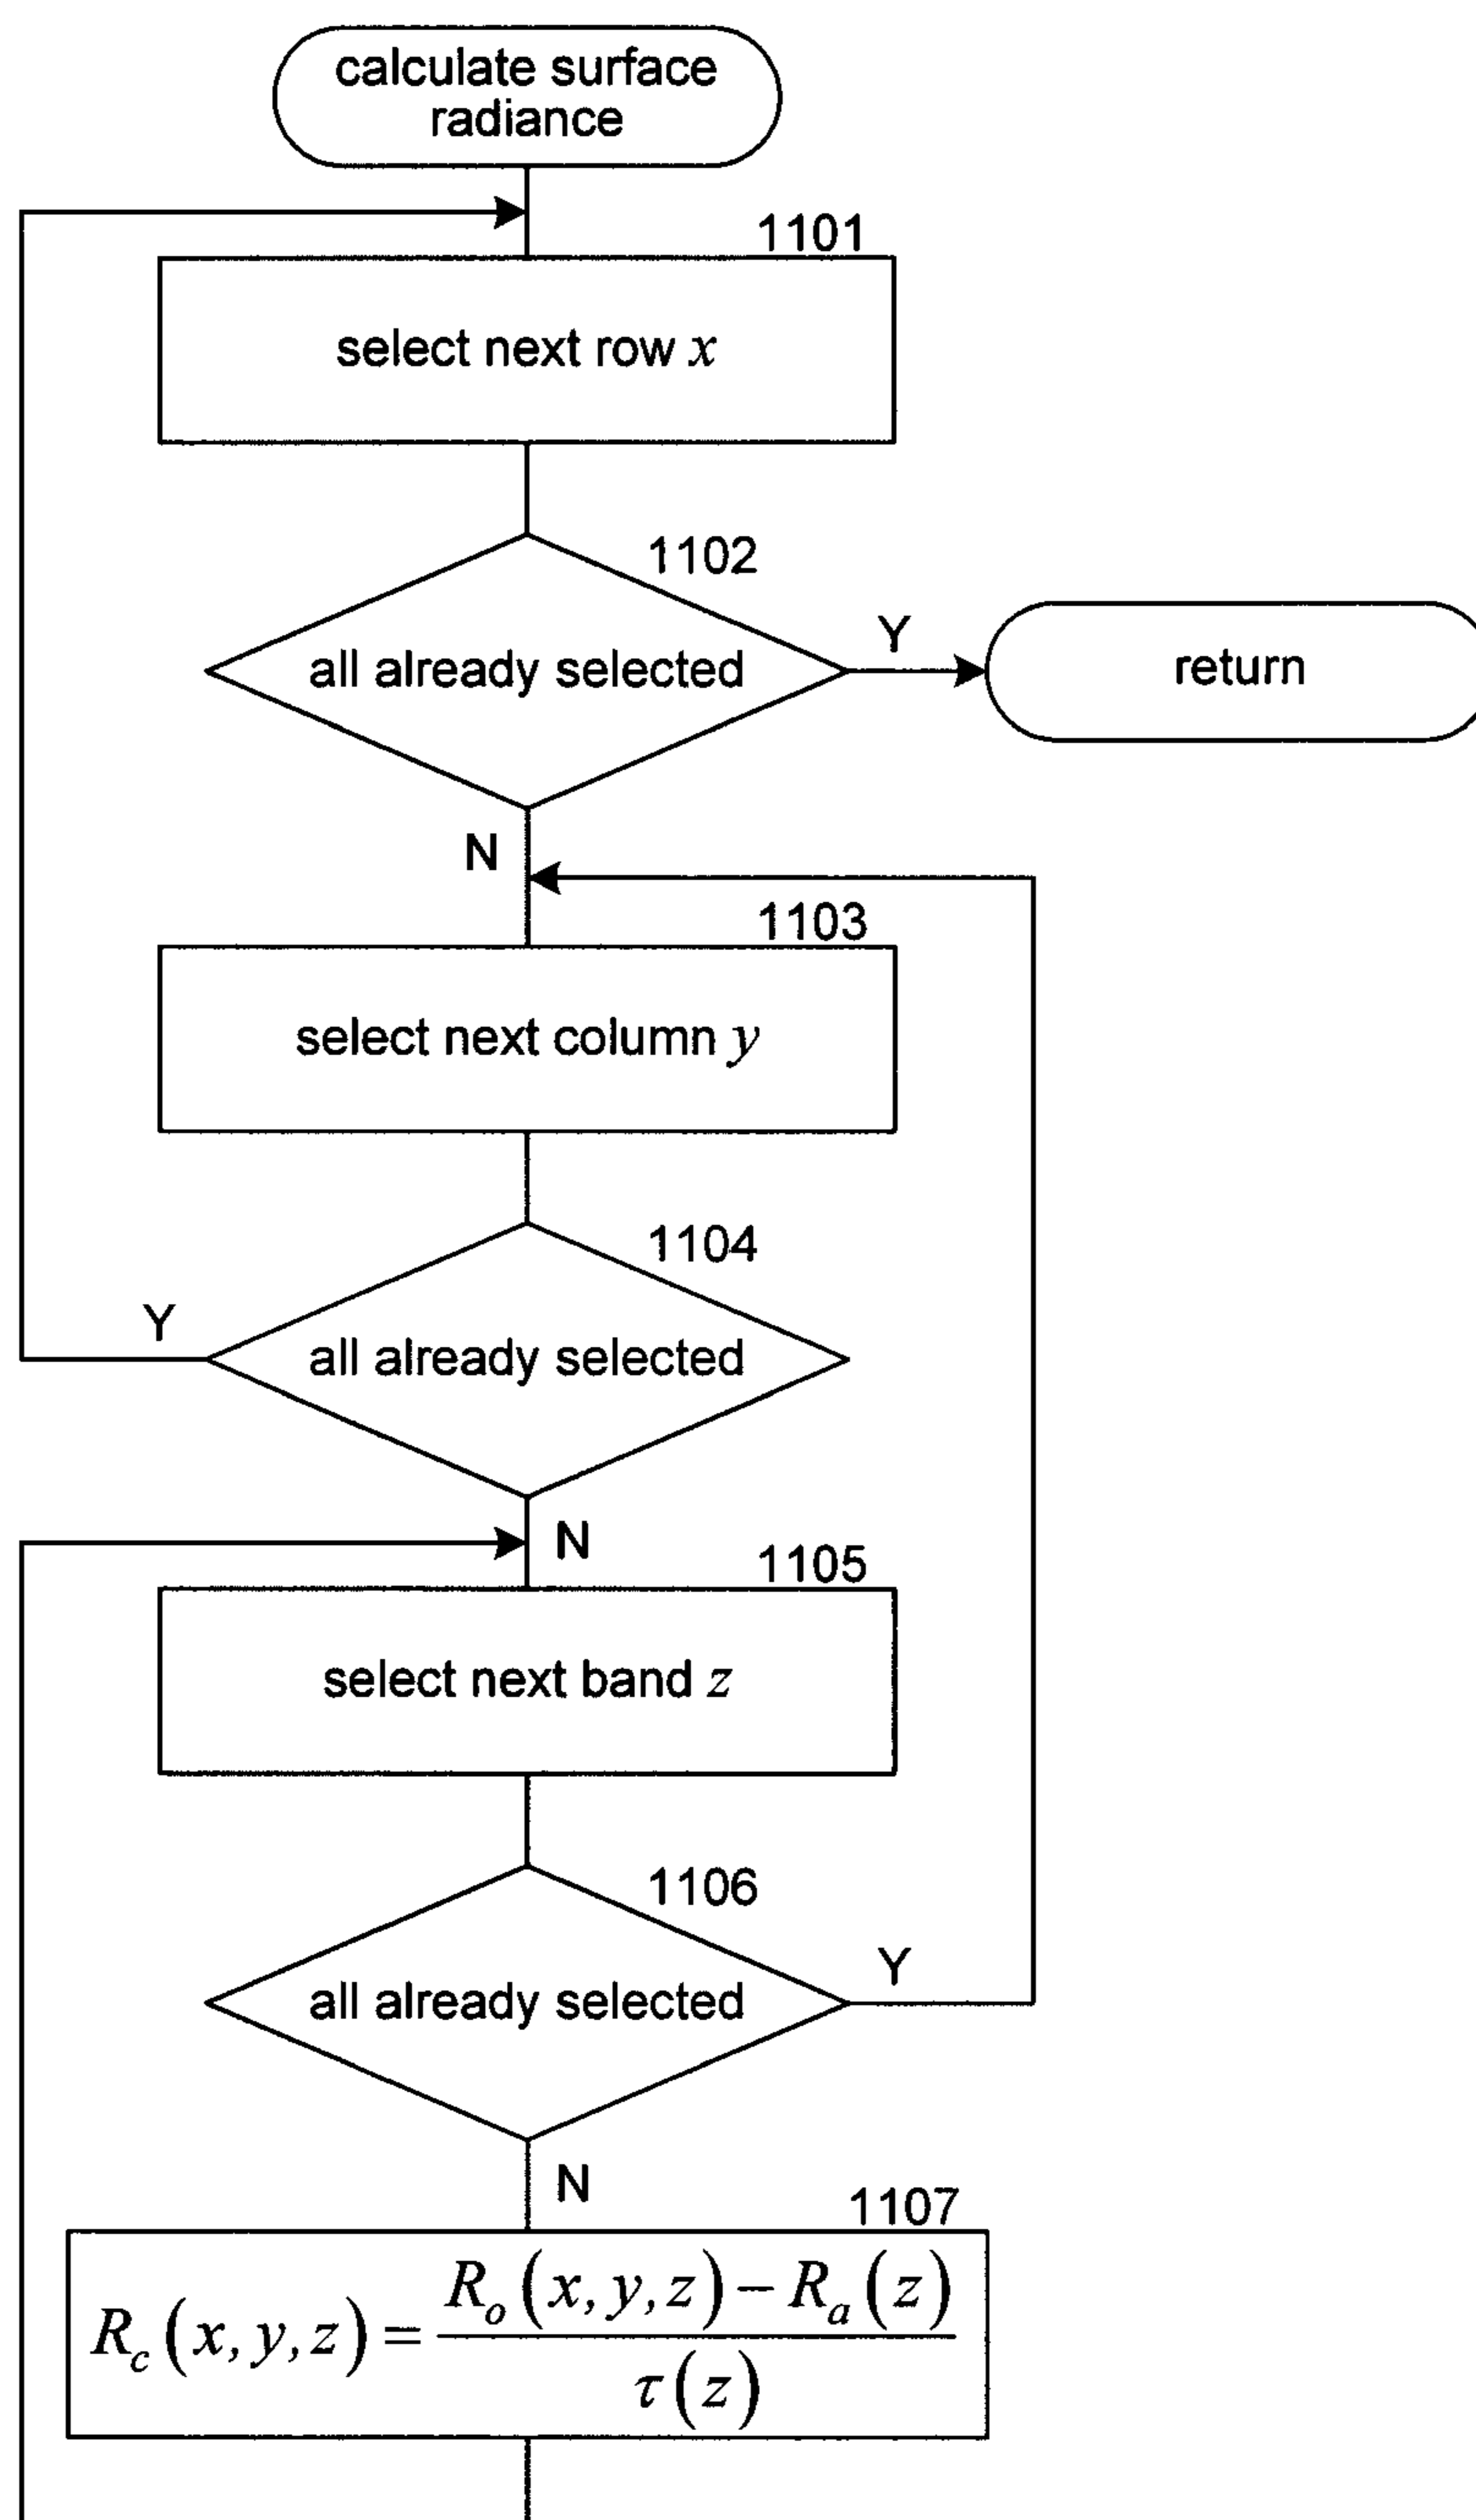 calculate surface
radiance
1101
select next row x
1102
all already selected
Y
return
N
1103
select next column y
1104
Y
all already selected
N
1105
select next band z
1106
all already selected
Y
N
1107
R_c(x,y,z) = \frac{R_o(x,y,z) - R_a(z)}{τ(z)}